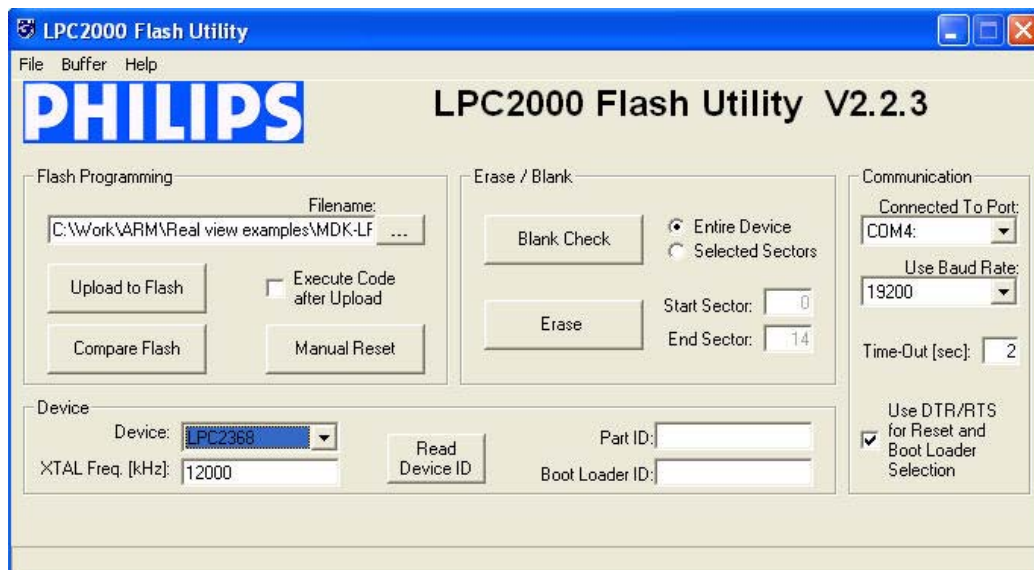 LPC2000 Flash Utility
File Buffer Help
PHILIPS
LPC2000 Flash Utility V2.2.3
Flash Programming
Filename:
C:\Work\ARM\Real view examples\MDK-LF
...
Upload to Flash
Execute Code
after Upload
Compare Flash
Manual Reset
Erase / Blank
Blank Check
Entire Device
Selected Sectors
Erase
Start Sector: 0
End Sector: 14
Communication
Connected To Port:
COM4:
Use Baud Rate:
19200
Time-Out [sec]: 2
Use DTR/RTS
for Reset and
Boot Loader
Selection
Device
Device: LPC2368
XTAL Freq. [kHz]: 12000
Read
Device ID
Part ID:
Boot Loader ID: